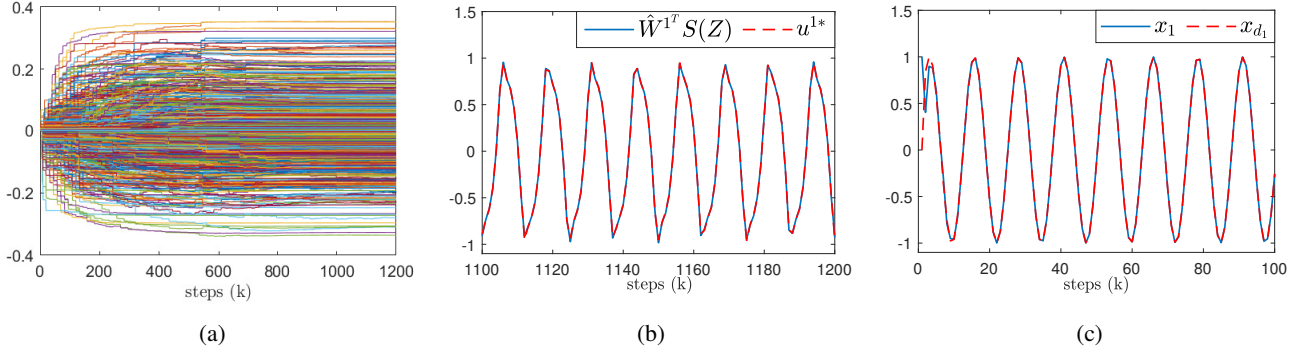 0.4
0.2
0
-0.2
0.4
0 200 400 600 800 1000 1200
steps (k)
(a)
1.5
1
0.5
0
-0.5
-1
1100 1120 1140 1160 1180 1200
steps (k)
Ŵ^{1^T} S(Z) u^{1*}
(b)
1.5
1
0.5
0
-0.5
-1
0 20 40 60 80 100
steps (k)
x_1 x_{d_1}
(c)